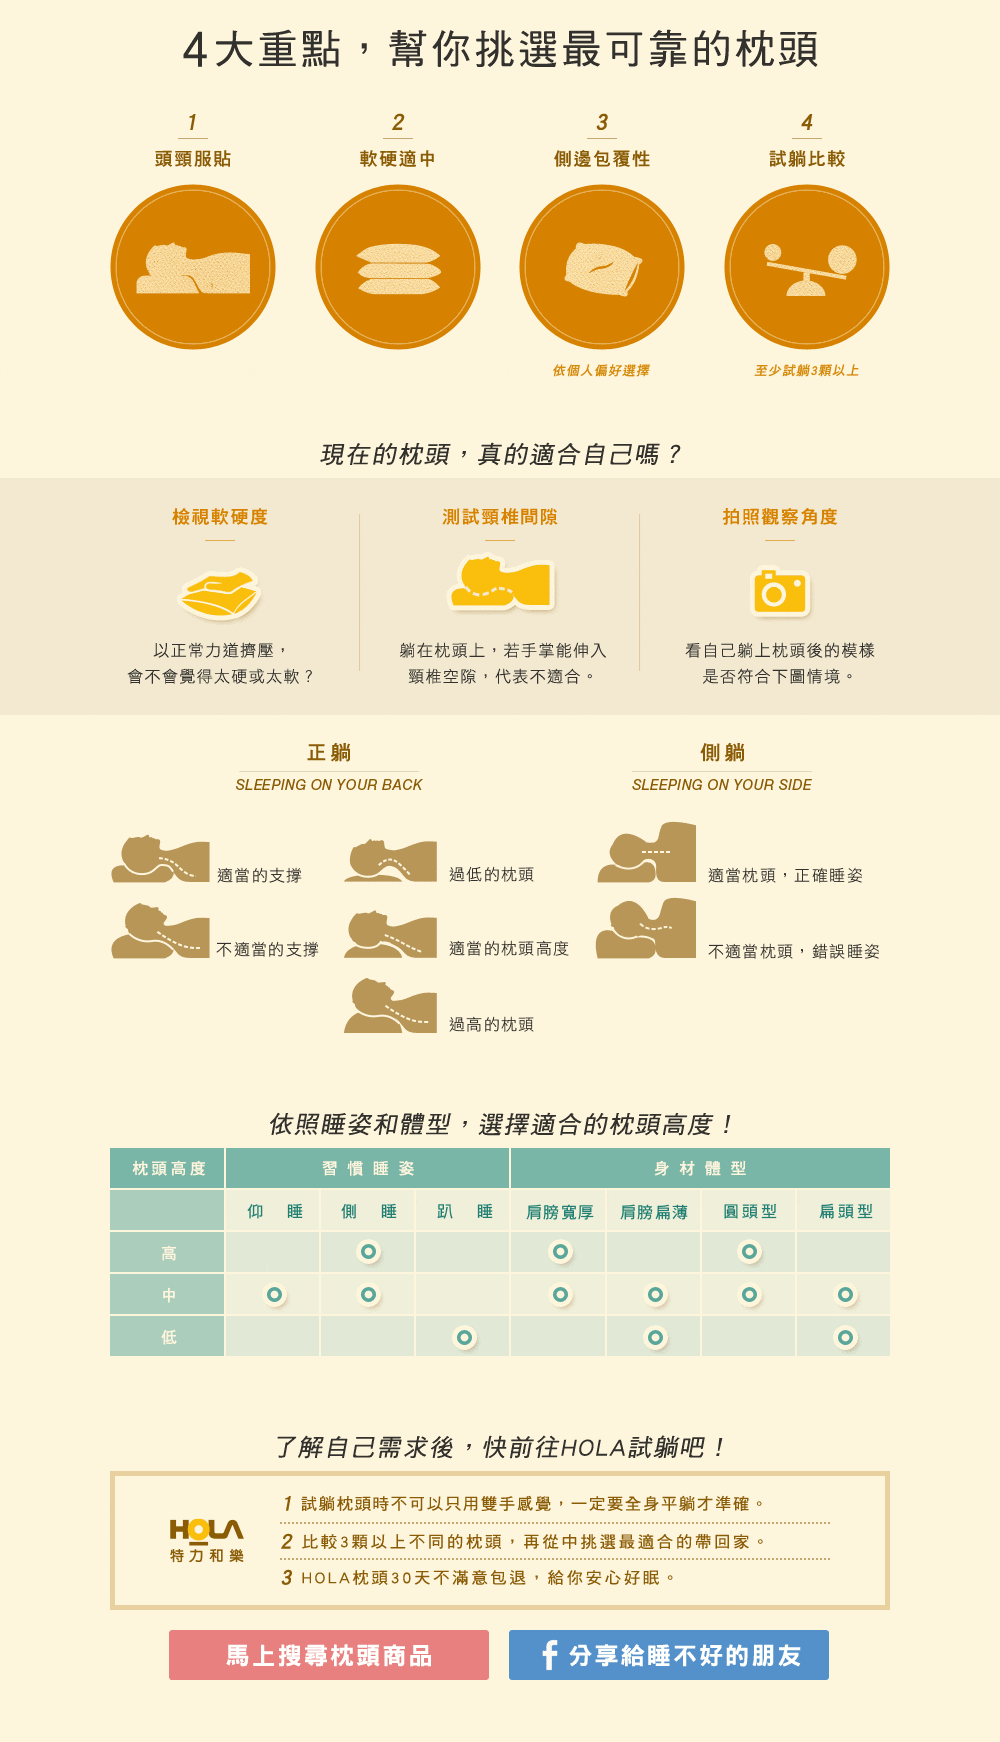 4大重點，幫你挑選最可靠的枕頭
1
頭頸服貼
2
軟硬適中
3
側邊包覆性
4
試躺比較
依個人偏好選擇
至少試躺3顆以上
現在的枕頭，真的適合自己嗎？
檢視軟硬度
以正常力道擠壓，
會不會覺得太硬或太軟？
測試頸椎間隙
躺在枕頭上，若手掌能伸入
頸椎空隙，代表不適合。
拍照觀察角度
看自己躺上枕頭後的模樣
是否符合下圖情境。
正躺
SLEEPING ON YOUR BACK
適當的支撐
不適當的支撐
過低的枕頭
適當的枕頭高度
過高的枕頭
側躺
SLEEPING ON YOUR SIDE
適當枕頭，正確睡姿
不適當枕頭，錯誤睡姿
依照睡姿和體型，選擇適合的枕頭高度！
枕頭高度 習慣睡姿 身材體型
仰睡 側睡 趴睡 肩膀寬厚 肩膀扁薄 圓頭型 扁頭型
高
中
低
了解自己需求後，快前往HOLA試躺吧！
HOLA
特力和樂
1 試躺枕頭時不可以只用雙手感覺，一定要全身平躺才準確。
2 比較3顆以上不同的枕頭，再從中挑選最適合的帶回家。
3 HOLA枕頭30天不滿意包退，給你安心好眠。
馬上搜尋枕頭商品
f 分享給睡不好的朋友